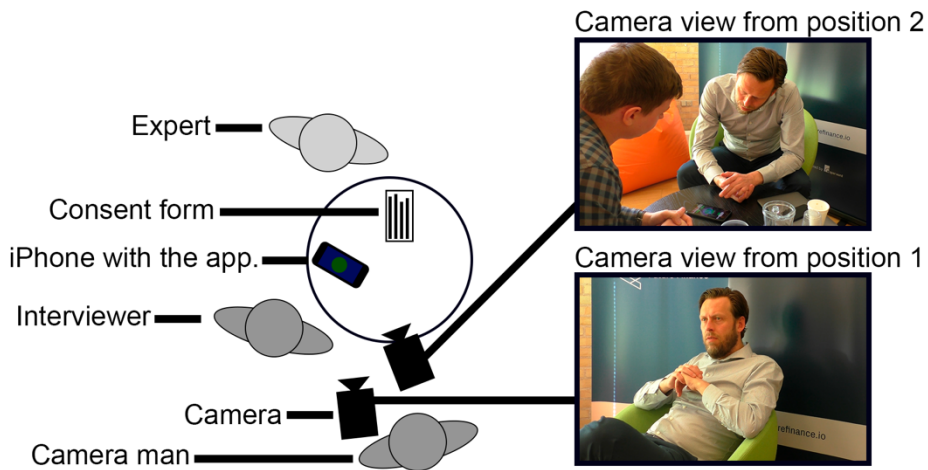 Camera view from position 2
Expert
Consent form
iPhone with the app.
Interviewer
Camera
Camera man
refinance.io
Camera view from position 1
refinance.io